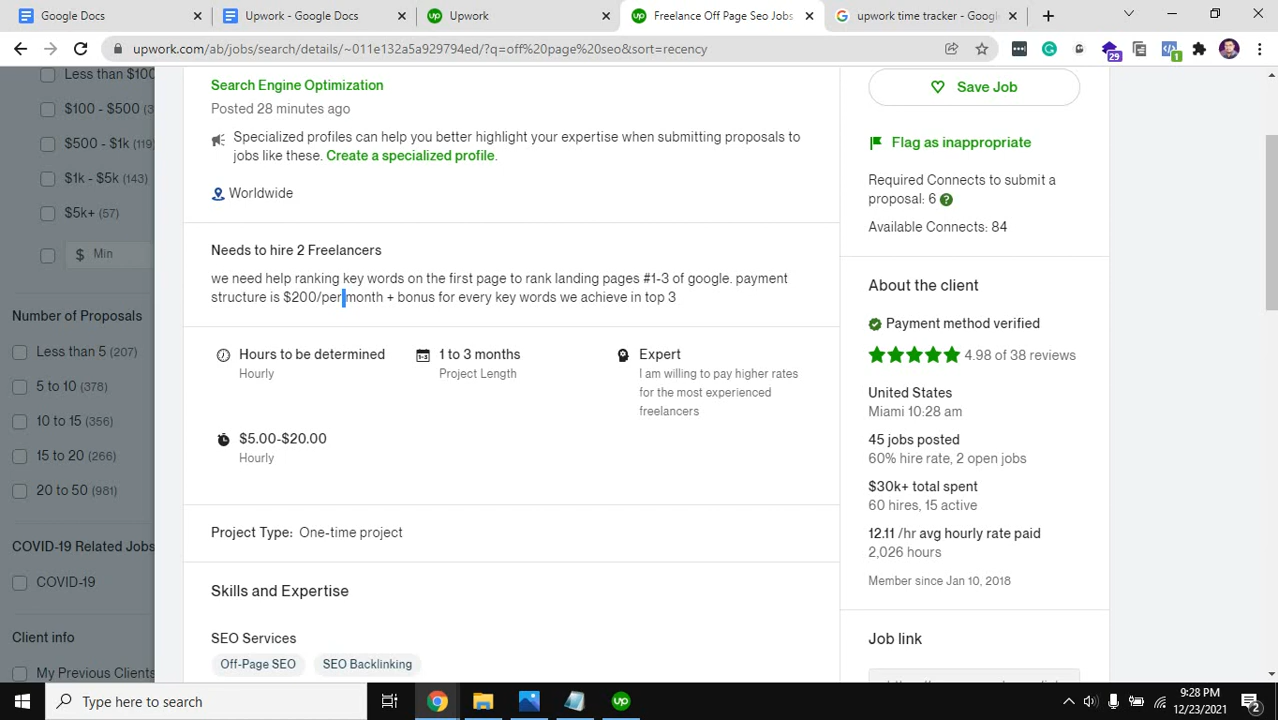 Google Docs
Upwork - Google Docs
Upwork
Freelance Off Page Seo Jobs
upwork time tracker - Goog
upwork.com/ab/jobs/search/details/~011e132a5a929794ed/?q=off%20page%20seo&sort=recency
29
1
Less than $100
$100 - $500
$500 - $1k (119)
$1k - $5k (143)
$5k+ (57)
$ Min
Number of Proposals
Less than 5 (207)
5 to 10 (378)
10 to 15 (356)
15 to 20 (266)
20 to 50 (981)
COVID-19 Related Jobs
COVID-19
Client info
My Previous Clients
Search Engine Optimization
Posted 28 minutes ago
Specialized profiles can help you better highlight your expertise when submitting proposals to
jobs like these. Create a specialized profile.
Worldwide
Needs to hire 2 Freelancers
we need help ranking key words on the first page to rank landing pages #1-3 of google. payment
structure is $200/per month + bonus for every key words we achieve in top 3
Hours to be determined
Hourly
1 to 3 months
Project Length
Expert
I am willing to pay higher rates
for the most experienced
freelancers
$5.00-$20.00
Hourly
Project Type: One-time project
Skills and Expertise
SEO Services
Off-Page SEO
SEO Backlinking
Save Job
Flag as inappropriate
Required Connects to submit a
proposal: 6
Available Connects: 84
About the client
Payment method verified
4.98 of 38 reviews
United States
Miami 10:28 am
45 jobs posted
60% hire rate, 2 open jobs
$30k+ total spent
60 hires, 15 active
12.11 /hr avg hourly rate paid
2,026 hours
Member since Jan 10, 2018
Job link
Type here to search
9:28 PM
12/23/2021
2